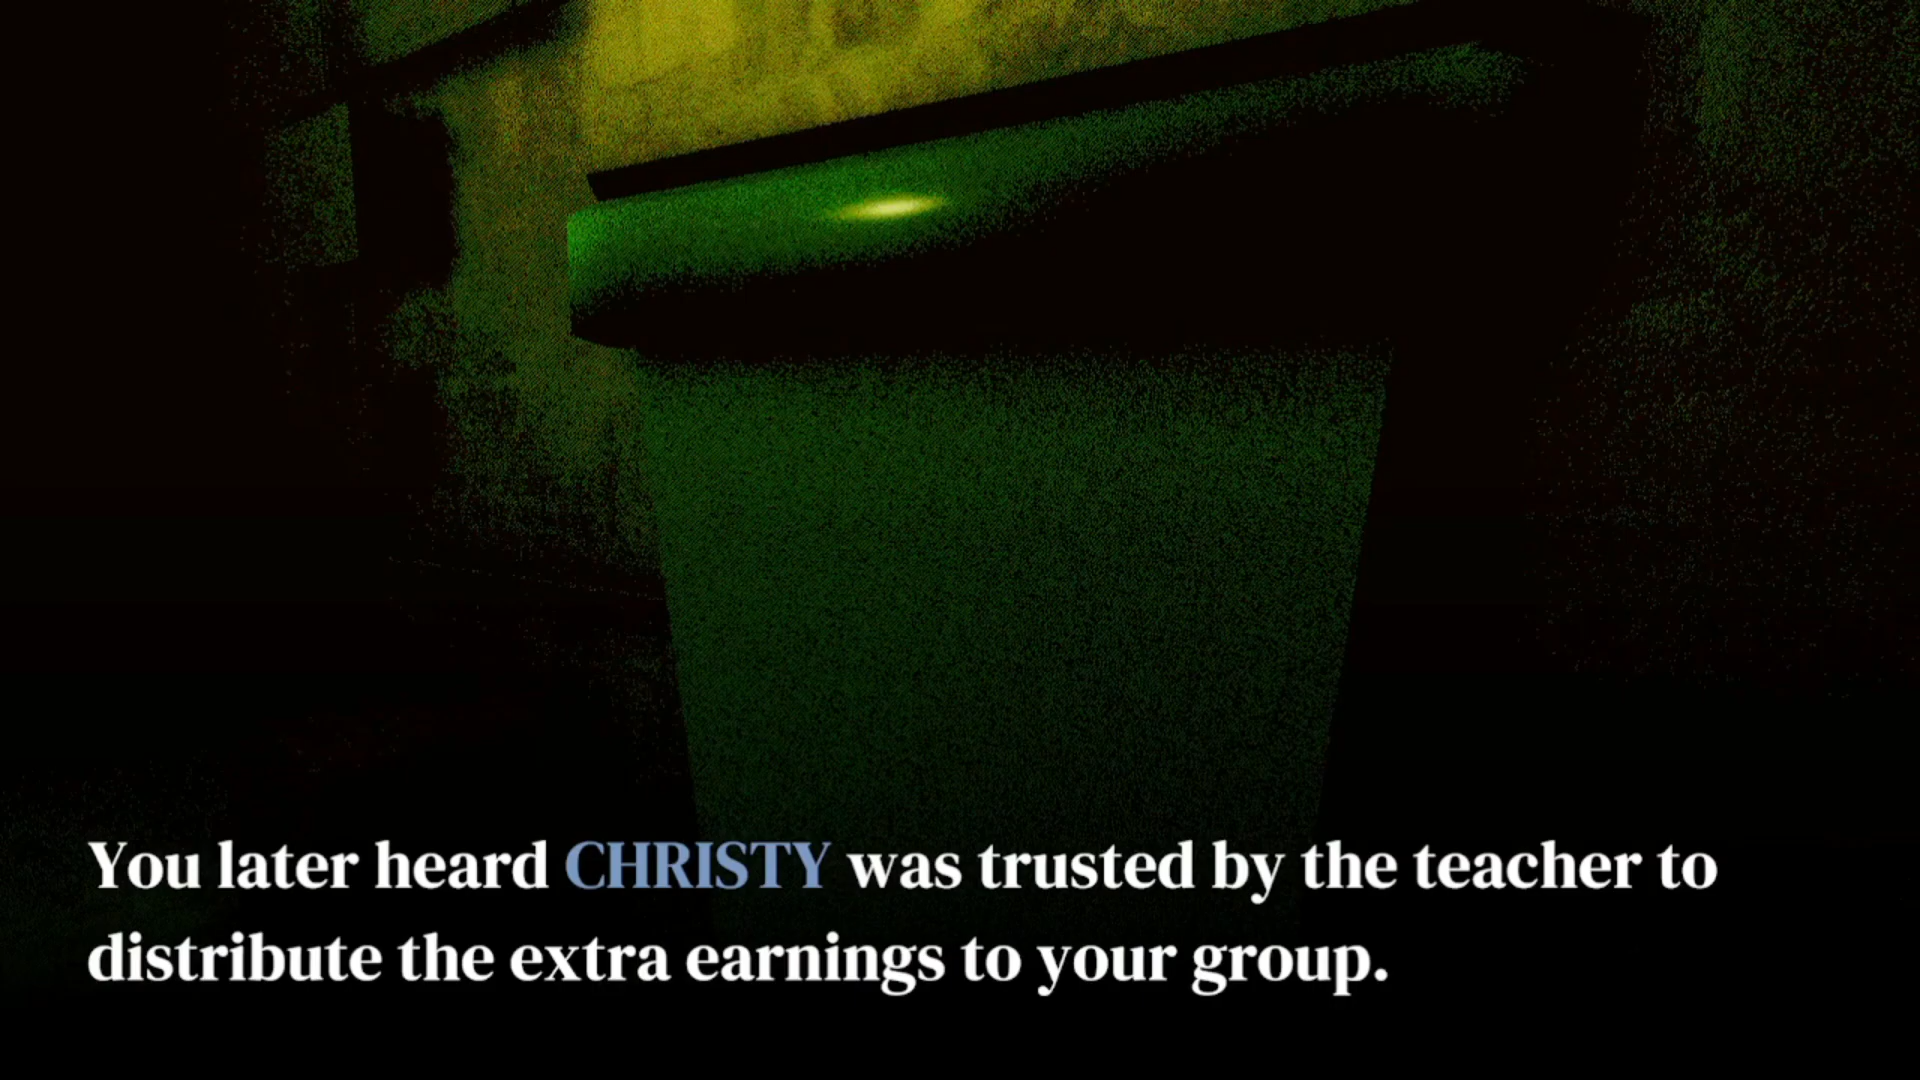 You later heard CHRISTY was trusted by the teacher to
distribute the extra earnings to your group.